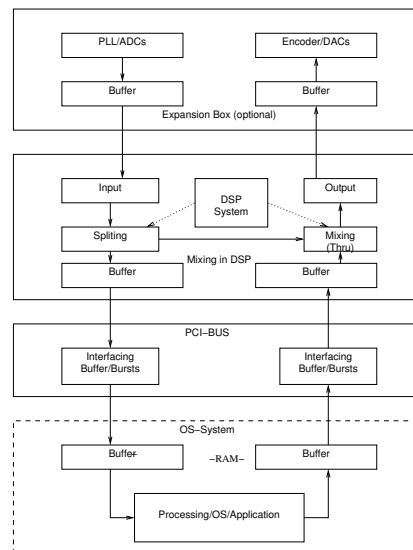 PLL/ADCs
Encoder/DACs
Buffer
Buffer
Expansion Box (optional)
Input
DSP
System
Output
Spliting
Mixing
(Thru)
Mixing in DSP
Buffer
Buffer
PCI-BUS
Interfacing
Buffer/Bursts
Interfacing
Buffer/Bursts
OS-System
Buffer
-RAM-
Buffer
Processing/OS/Application